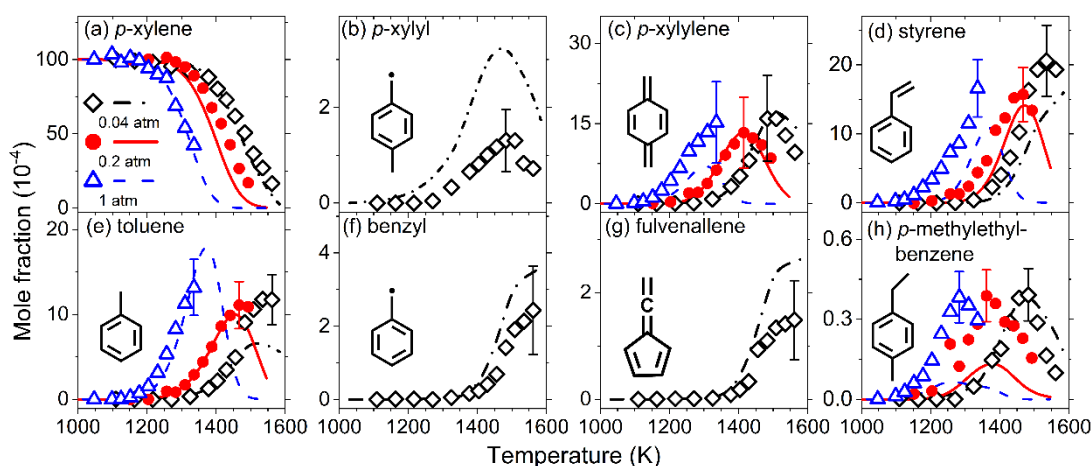 (a) p-xylene
(b) p-xylyl
(c) p-xylylene
(d) styrene
100
50
0
0.04 atm
0.2 atm
1 atm
2
0
30
15
0
20
10
0
(e) toluene
(f) benzyl
(g) fulvenallene
(h) p-methylethyl-
benzene
20
10
0
4
2
0
C
2
0
0.6
0.3
0.0
1000 1200 1400 1600
1000 1200 1400 1600
1000 1200 1400 1600
1000 1200 1400 1600
Mole fraction (10-4)
Temperature (K)